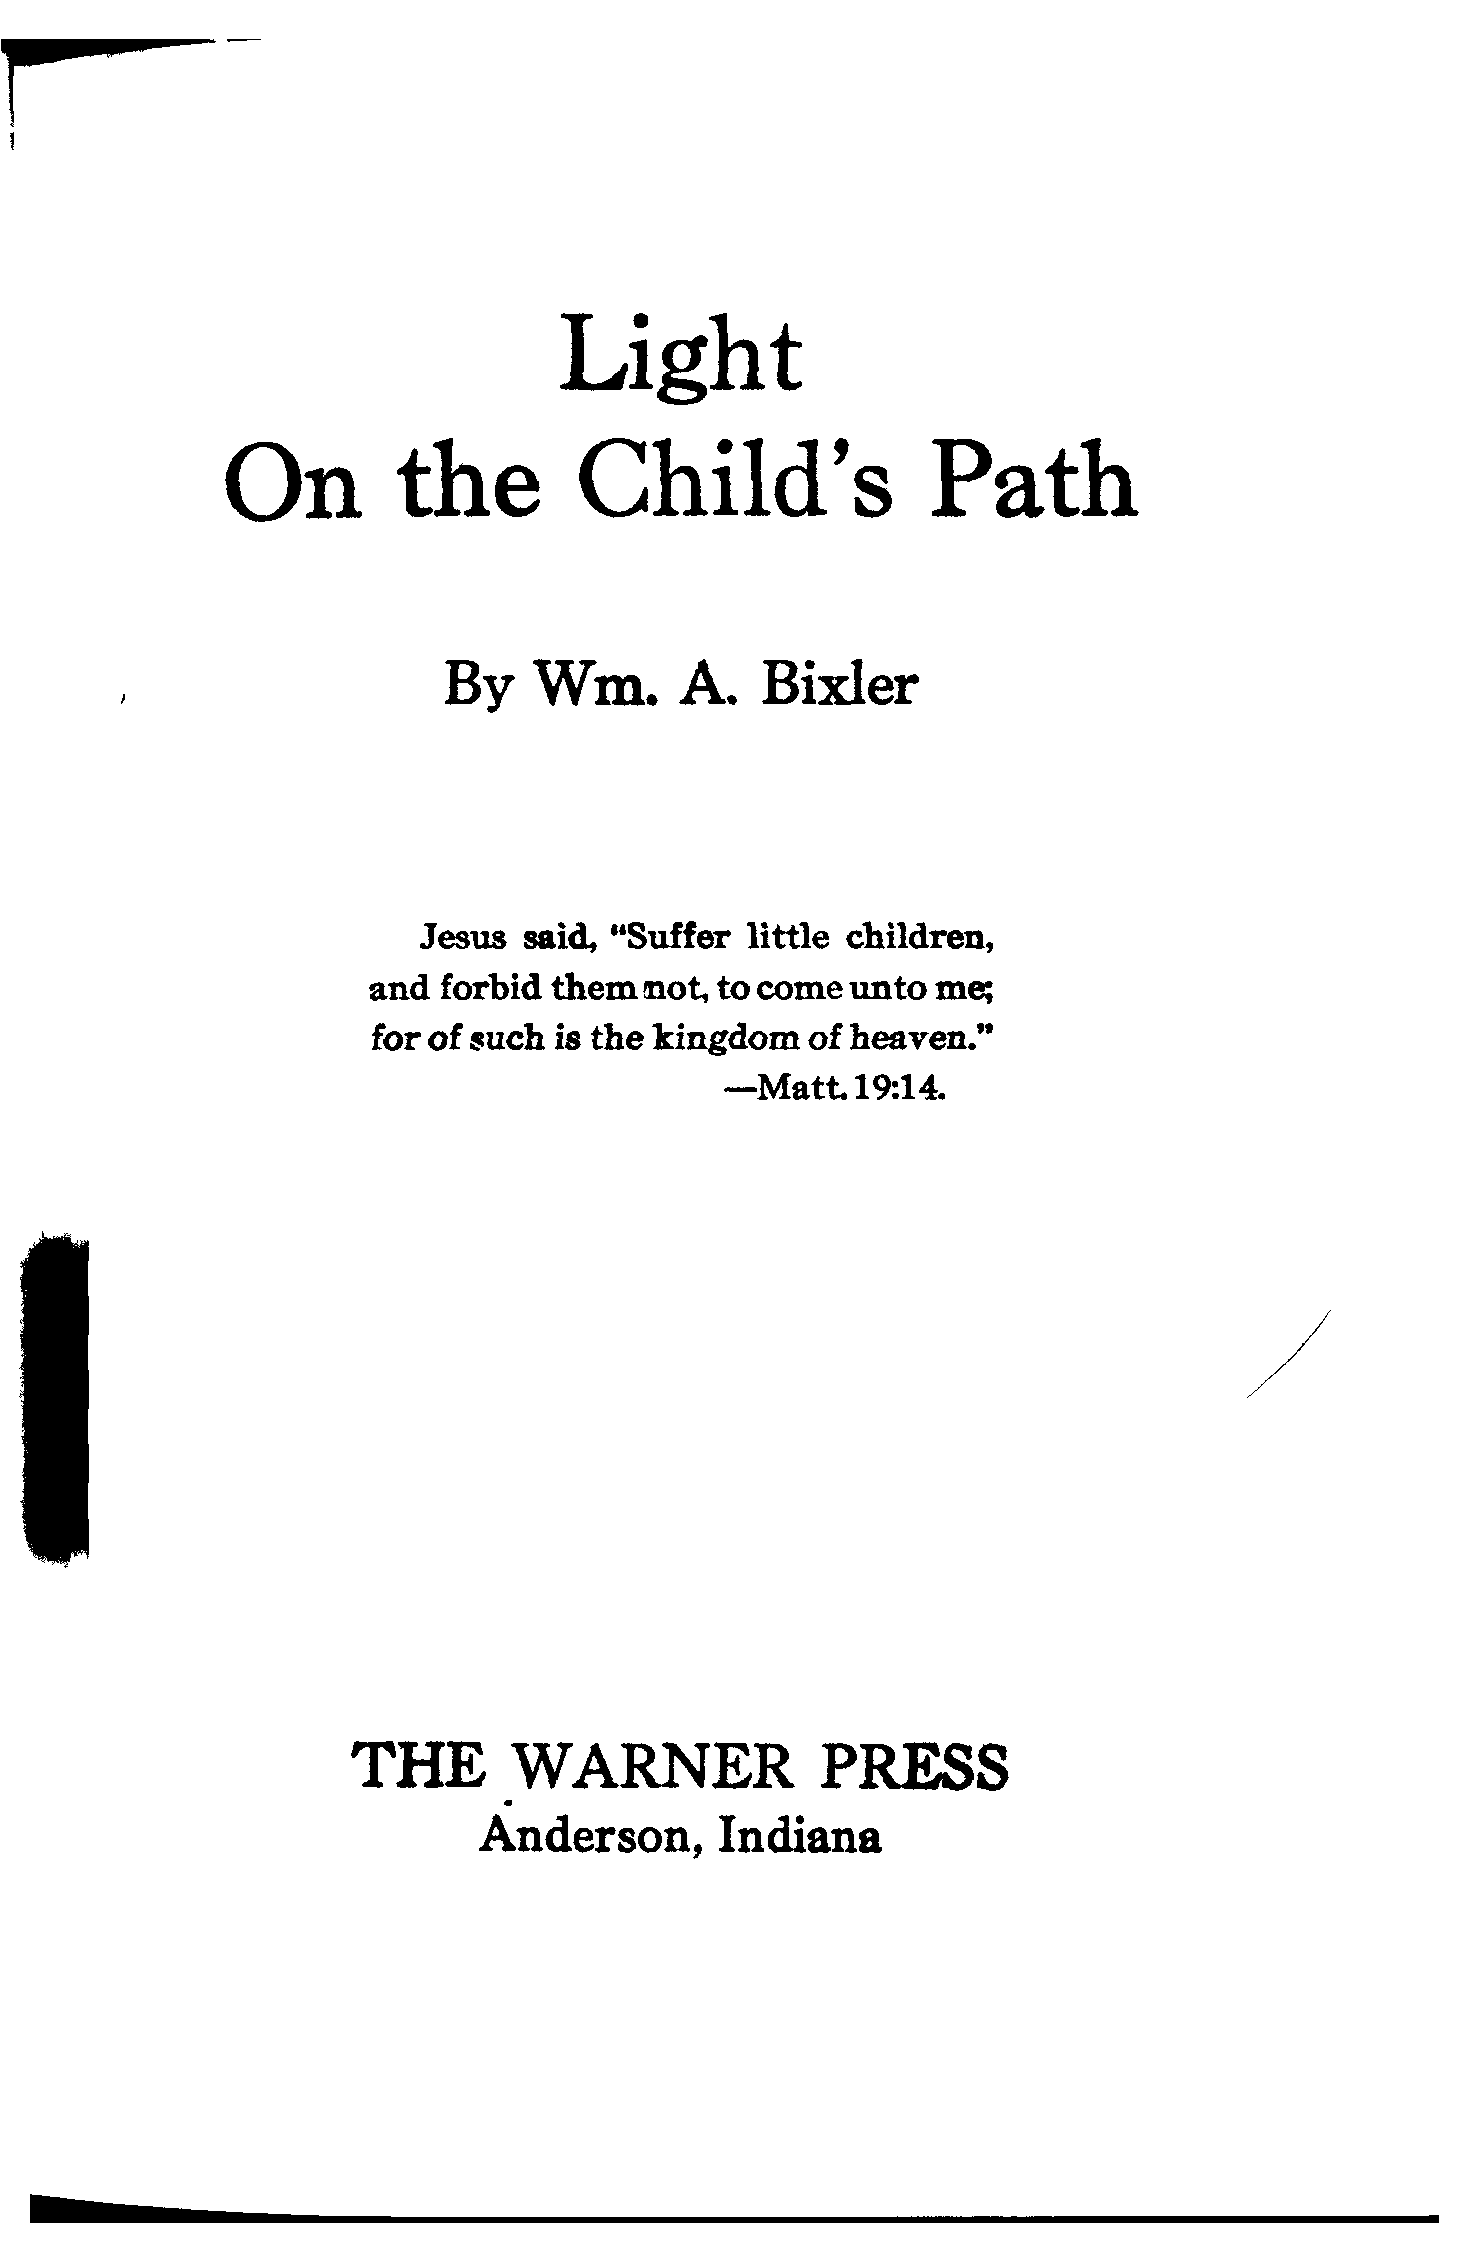 Light
On the Child's Path
By Wm. A. Bixler
Jesus said, "Suffer little children,
and forbid them not, to come unto me;
for of such is the kingdom of heaven."
—Matt. 19:14.
THE WARNER PRESS
Anderson, Indiana